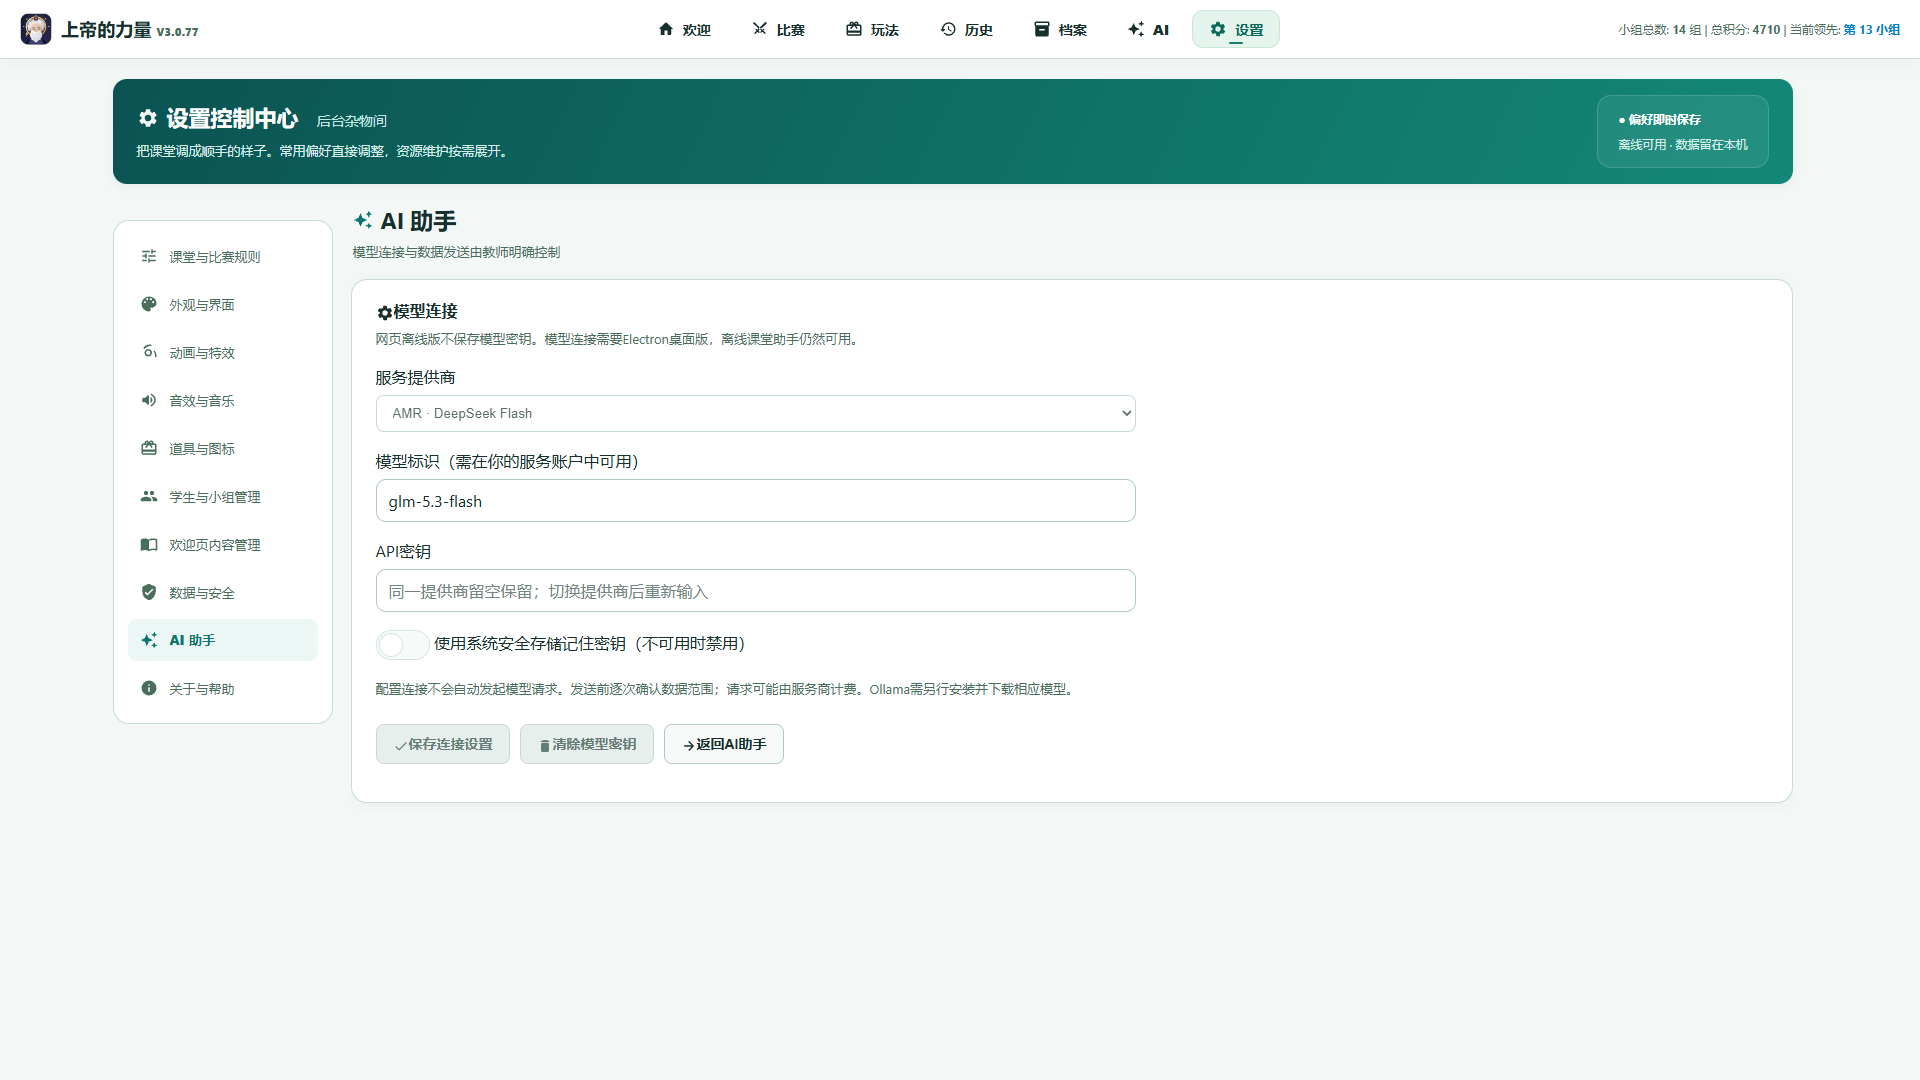 上帝的力量 V3.0.77
欢迎
比赛
玩法
历史
档案
AI
设置
小组总数: 14 组 | 总积分: 4710 | 当前领先: 第 13 小组
设置控制中心 后台杂物间
把课堂调成顺手的样子。常用偏好直接调整，资源维护按需展开。
● 偏好即时保存
离线可用 · 数据留在本机
课堂与比赛规则
外观与界面
动画与特效
音效与音乐
道具与图标
学生与小组管理
欢迎页内容管理
数据与安全
AI 助手
关于与帮助
AI 助手
模型连接与数据发送由教师明确控制
模型连接
网页离线版不保存模型密钥。模型连接需要Electron桌面版，离线课堂助手仍然可用。
服务提供商
AMR · DeepSeek Flash
模型标识（需在你的服务账户中可用）
glm-5.3-flash
API密钥
同一提供商留空保留；切换提供商后重新输入
使用系统安全存储记住密钥（不可用时禁用）
配置连接不会自动发起模型请求。发送前逐次确认数据范围；请求可能由服务商计费。Ollama需另行安装并下载相应模型。
保存连接设置
清除模型密钥
返回AI助手